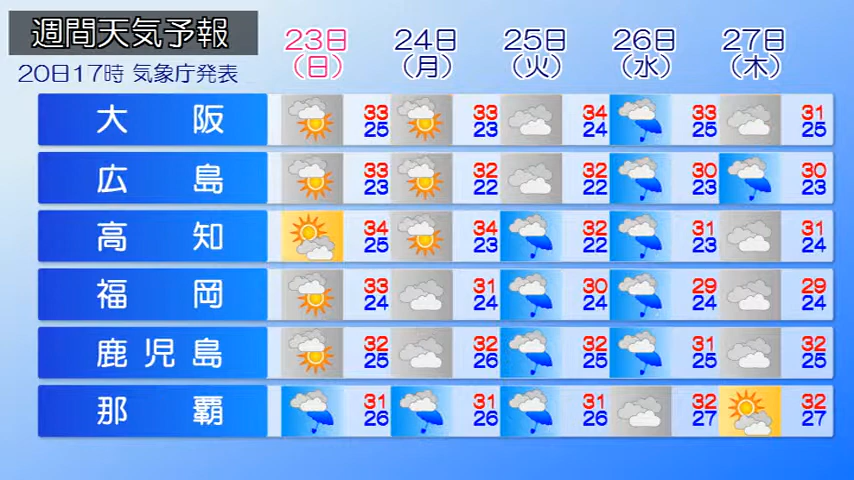 週間天気予報
20日17時 気象庁発表
23日 24日 25日 26日 27日
(日) (月) (火) (水) (木)
大阪 33 25 33 23 34 24 33 25 31 25
広島 33 23 32 22 32 22 30 23 30 23
高知 34 25 34 23 32 22 31 23 31 24
福岡 33 24 31 24 30 24 29 24 29 24
鹿児島 32 25 32 26 32 25 31 25 32 25
那覇 31 26 31 26 31 26 32 27 32 27